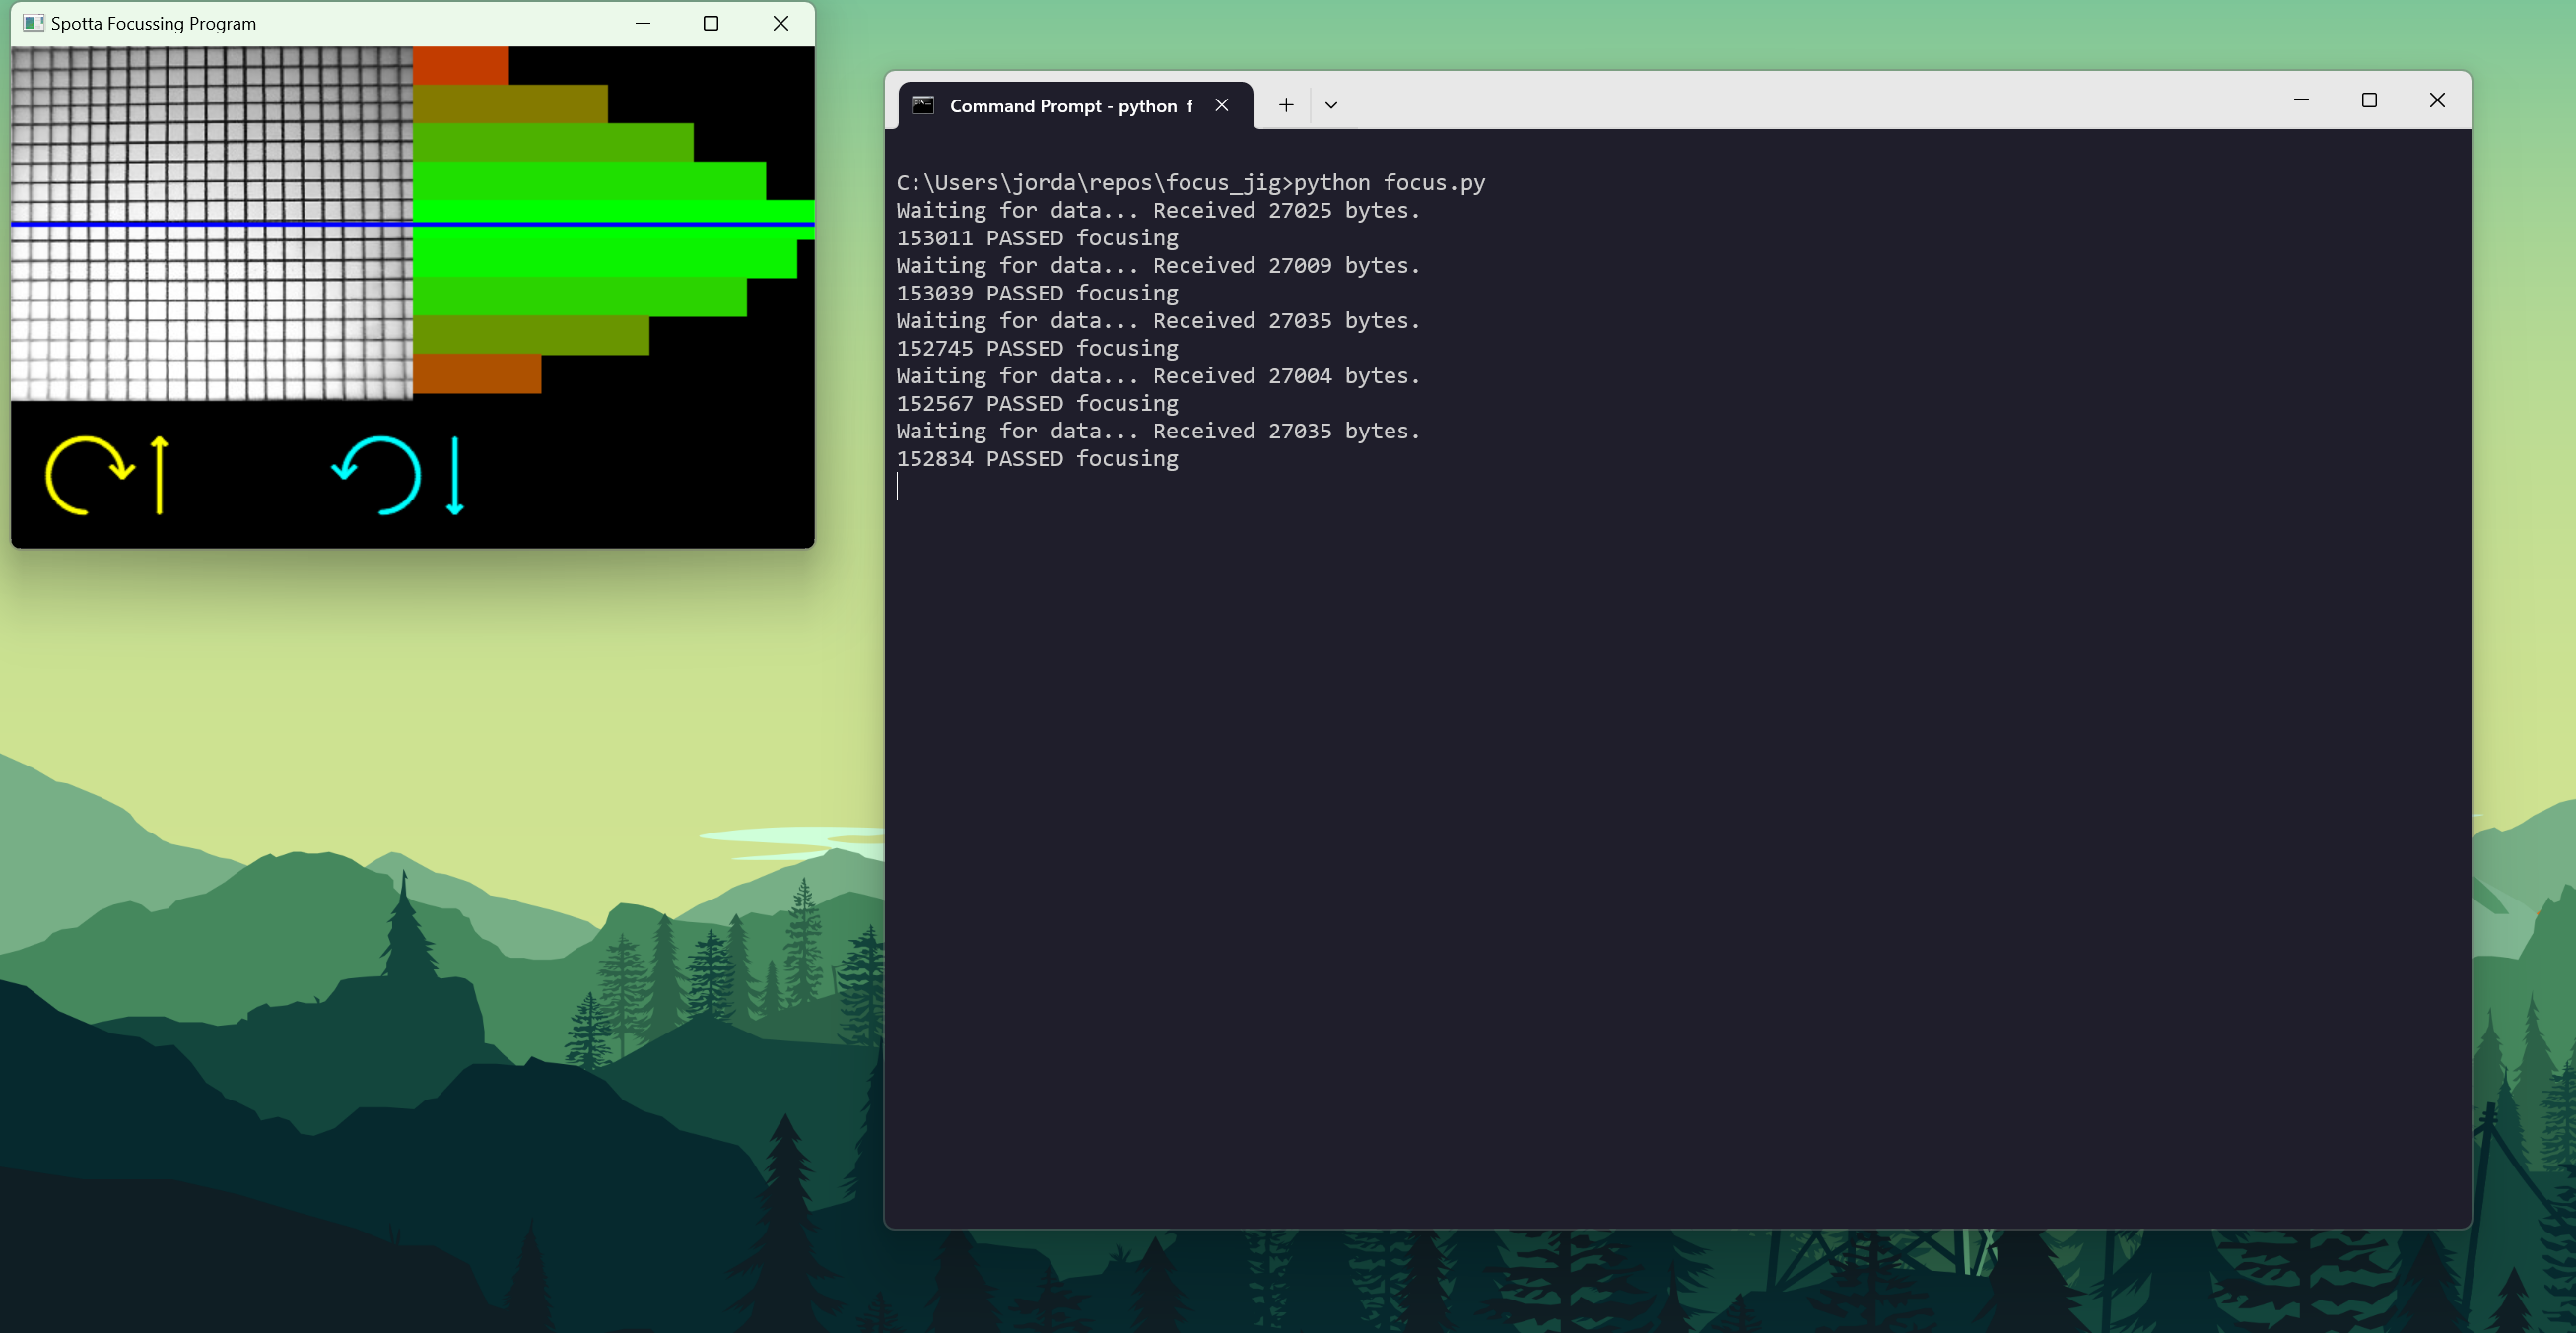 Spotta Focussing Program
Command Prompt - python f
C:\Users\jorda\repos\focus_jig>python focus.py
Waiting for data... Received 27025 bytes.
153011 PASSED focusing
Waiting for data... Received 27009 bytes.
153039 PASSED focusing
Waiting for data... Received 27035 bytes.
152745 PASSED focusing
Waiting for data... Received 27004 bytes.
152567 PASSED focusing
Waiting for data... Received 27035 bytes.
152834 PASSED focusing